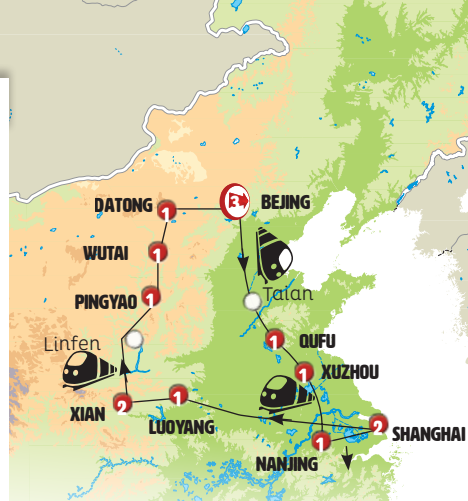 DATONG 1
3 BEJING
WUTAI 1
Taian
PINGYAO 1
Linfen
1 QUFU
1 XUZHOU
XIAN 2
1
LUOYANG
2 SHANGHAI
NANJING 1